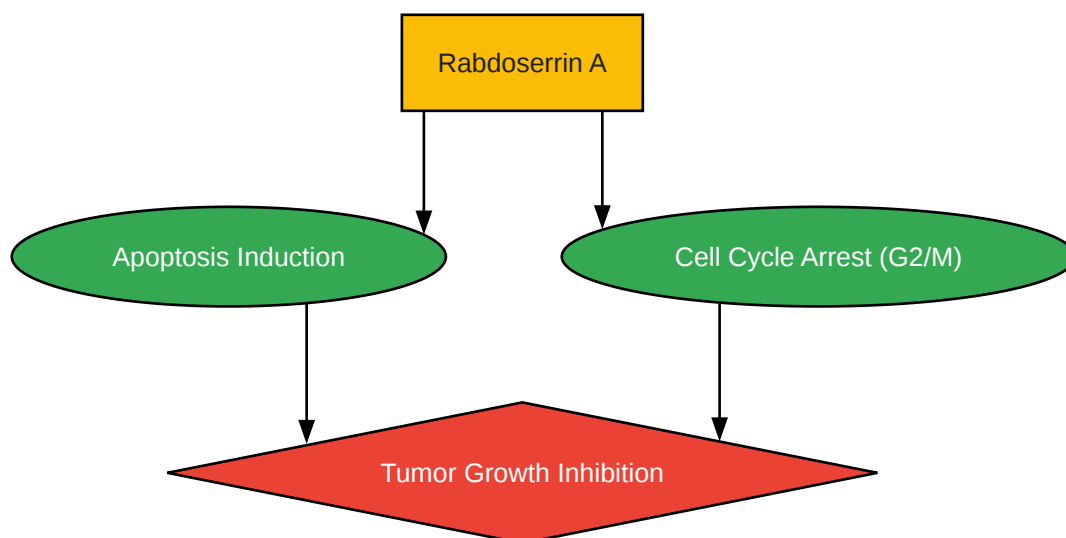 Rabdoserrin A
Apoptosis Induction
Cell Cycle Arrest (G2/M)
Tumor Growth Inhibition